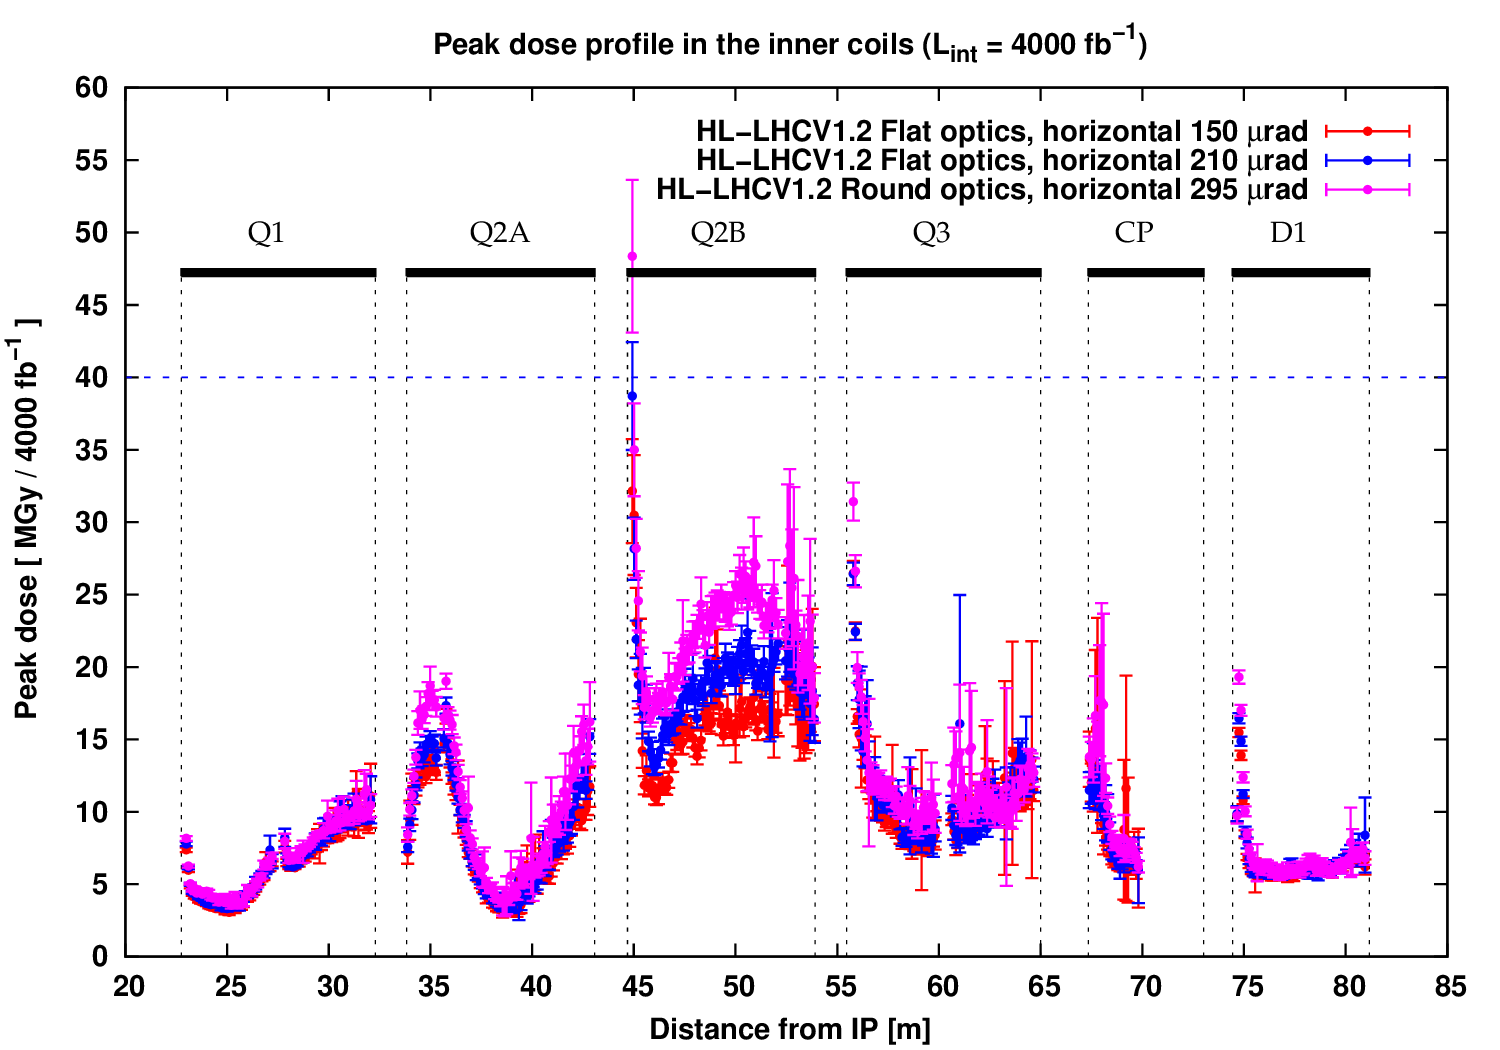 Peak dose profile in the inner coils (L_int = 4000 fb⁻¹)
HL−LHCV1.2 Flat optics, horizontal 150 μrad
HL−LHCV1.2 Flat optics, horizontal 210 μrad
HL−LHCV1.2 Round optics, horizontal 295 μrad
Q1 Q2A Q2B Q3 CP D1
Peak dose [ MGy / 4000 fb⁻¹ ]
60
55
50
45
40
35
30
25
20
15
10
5
0
20 25 30 35 40 45 50 55 60 65 70 75 80 85
Distance from IP [m]